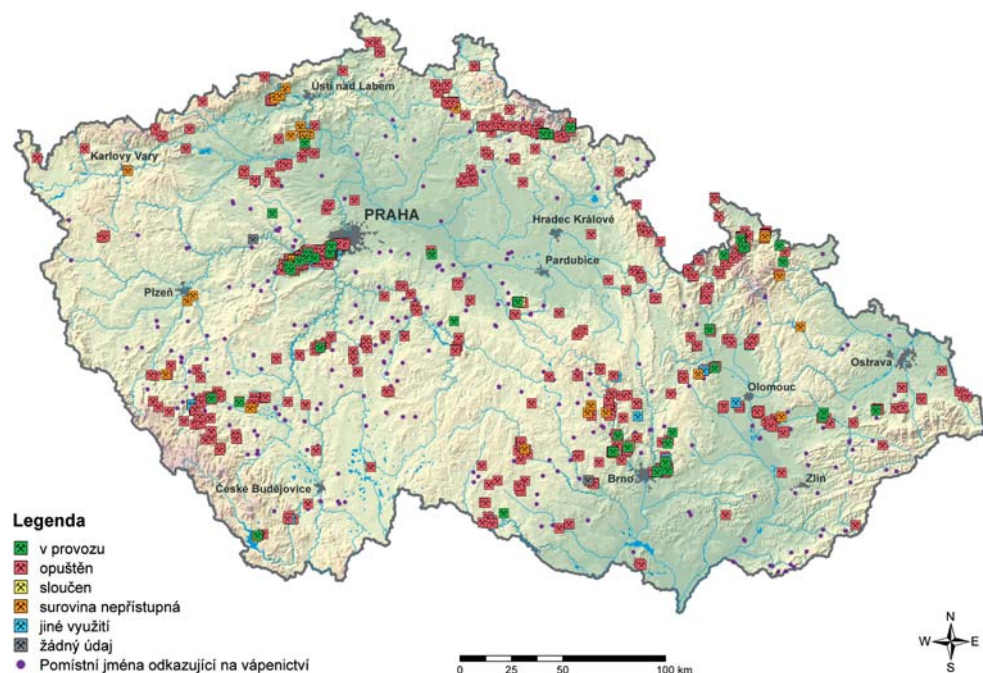 Ústí nad Labem
Karlovy Vary
PRAHA
Hradec Králové
Pardubice
Plzeň
Ostrava
Olomouc
Brno
Zlín
České Budějovice
Legenda
v provozu
opuštěn
sloučen
surovina nepřístupná
jiné využití
žádný údaj
Pomístní jména odkazující na vápenictví
0 25 50 100 km
N
W E
S